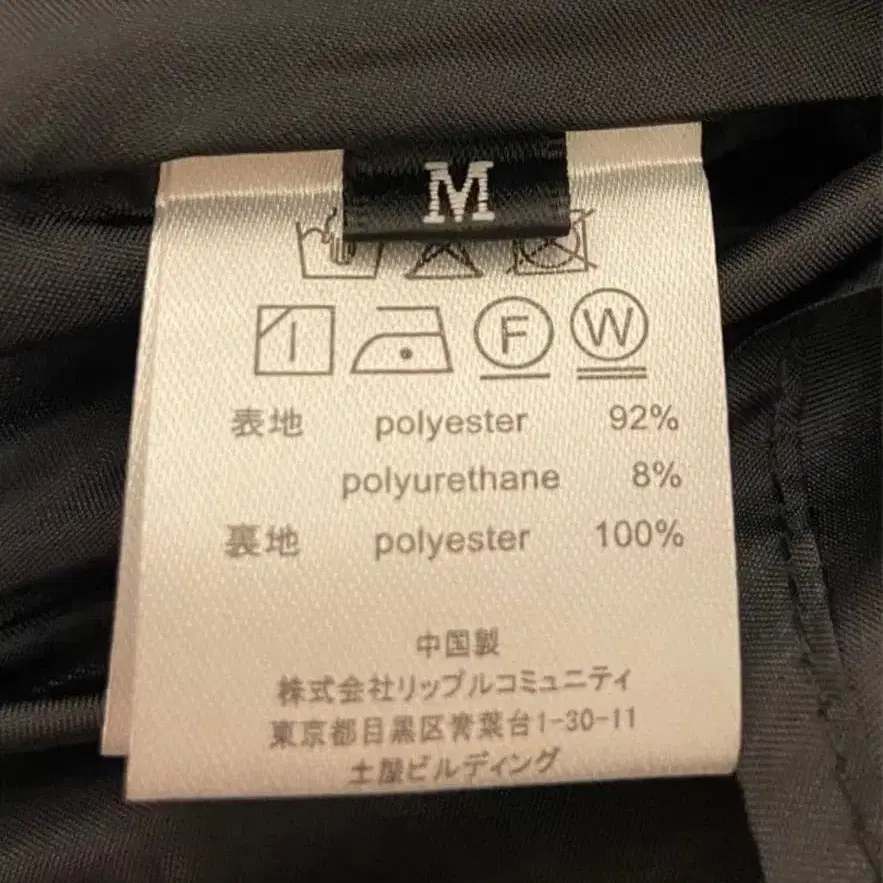 M
F W
表地 polyester 92%
polyurethane 8%
裏地 polyester 100%
中国製
株式会社リップルコミュニティ
東京都目黒区青葉台1-30-11
土屋ビルディング